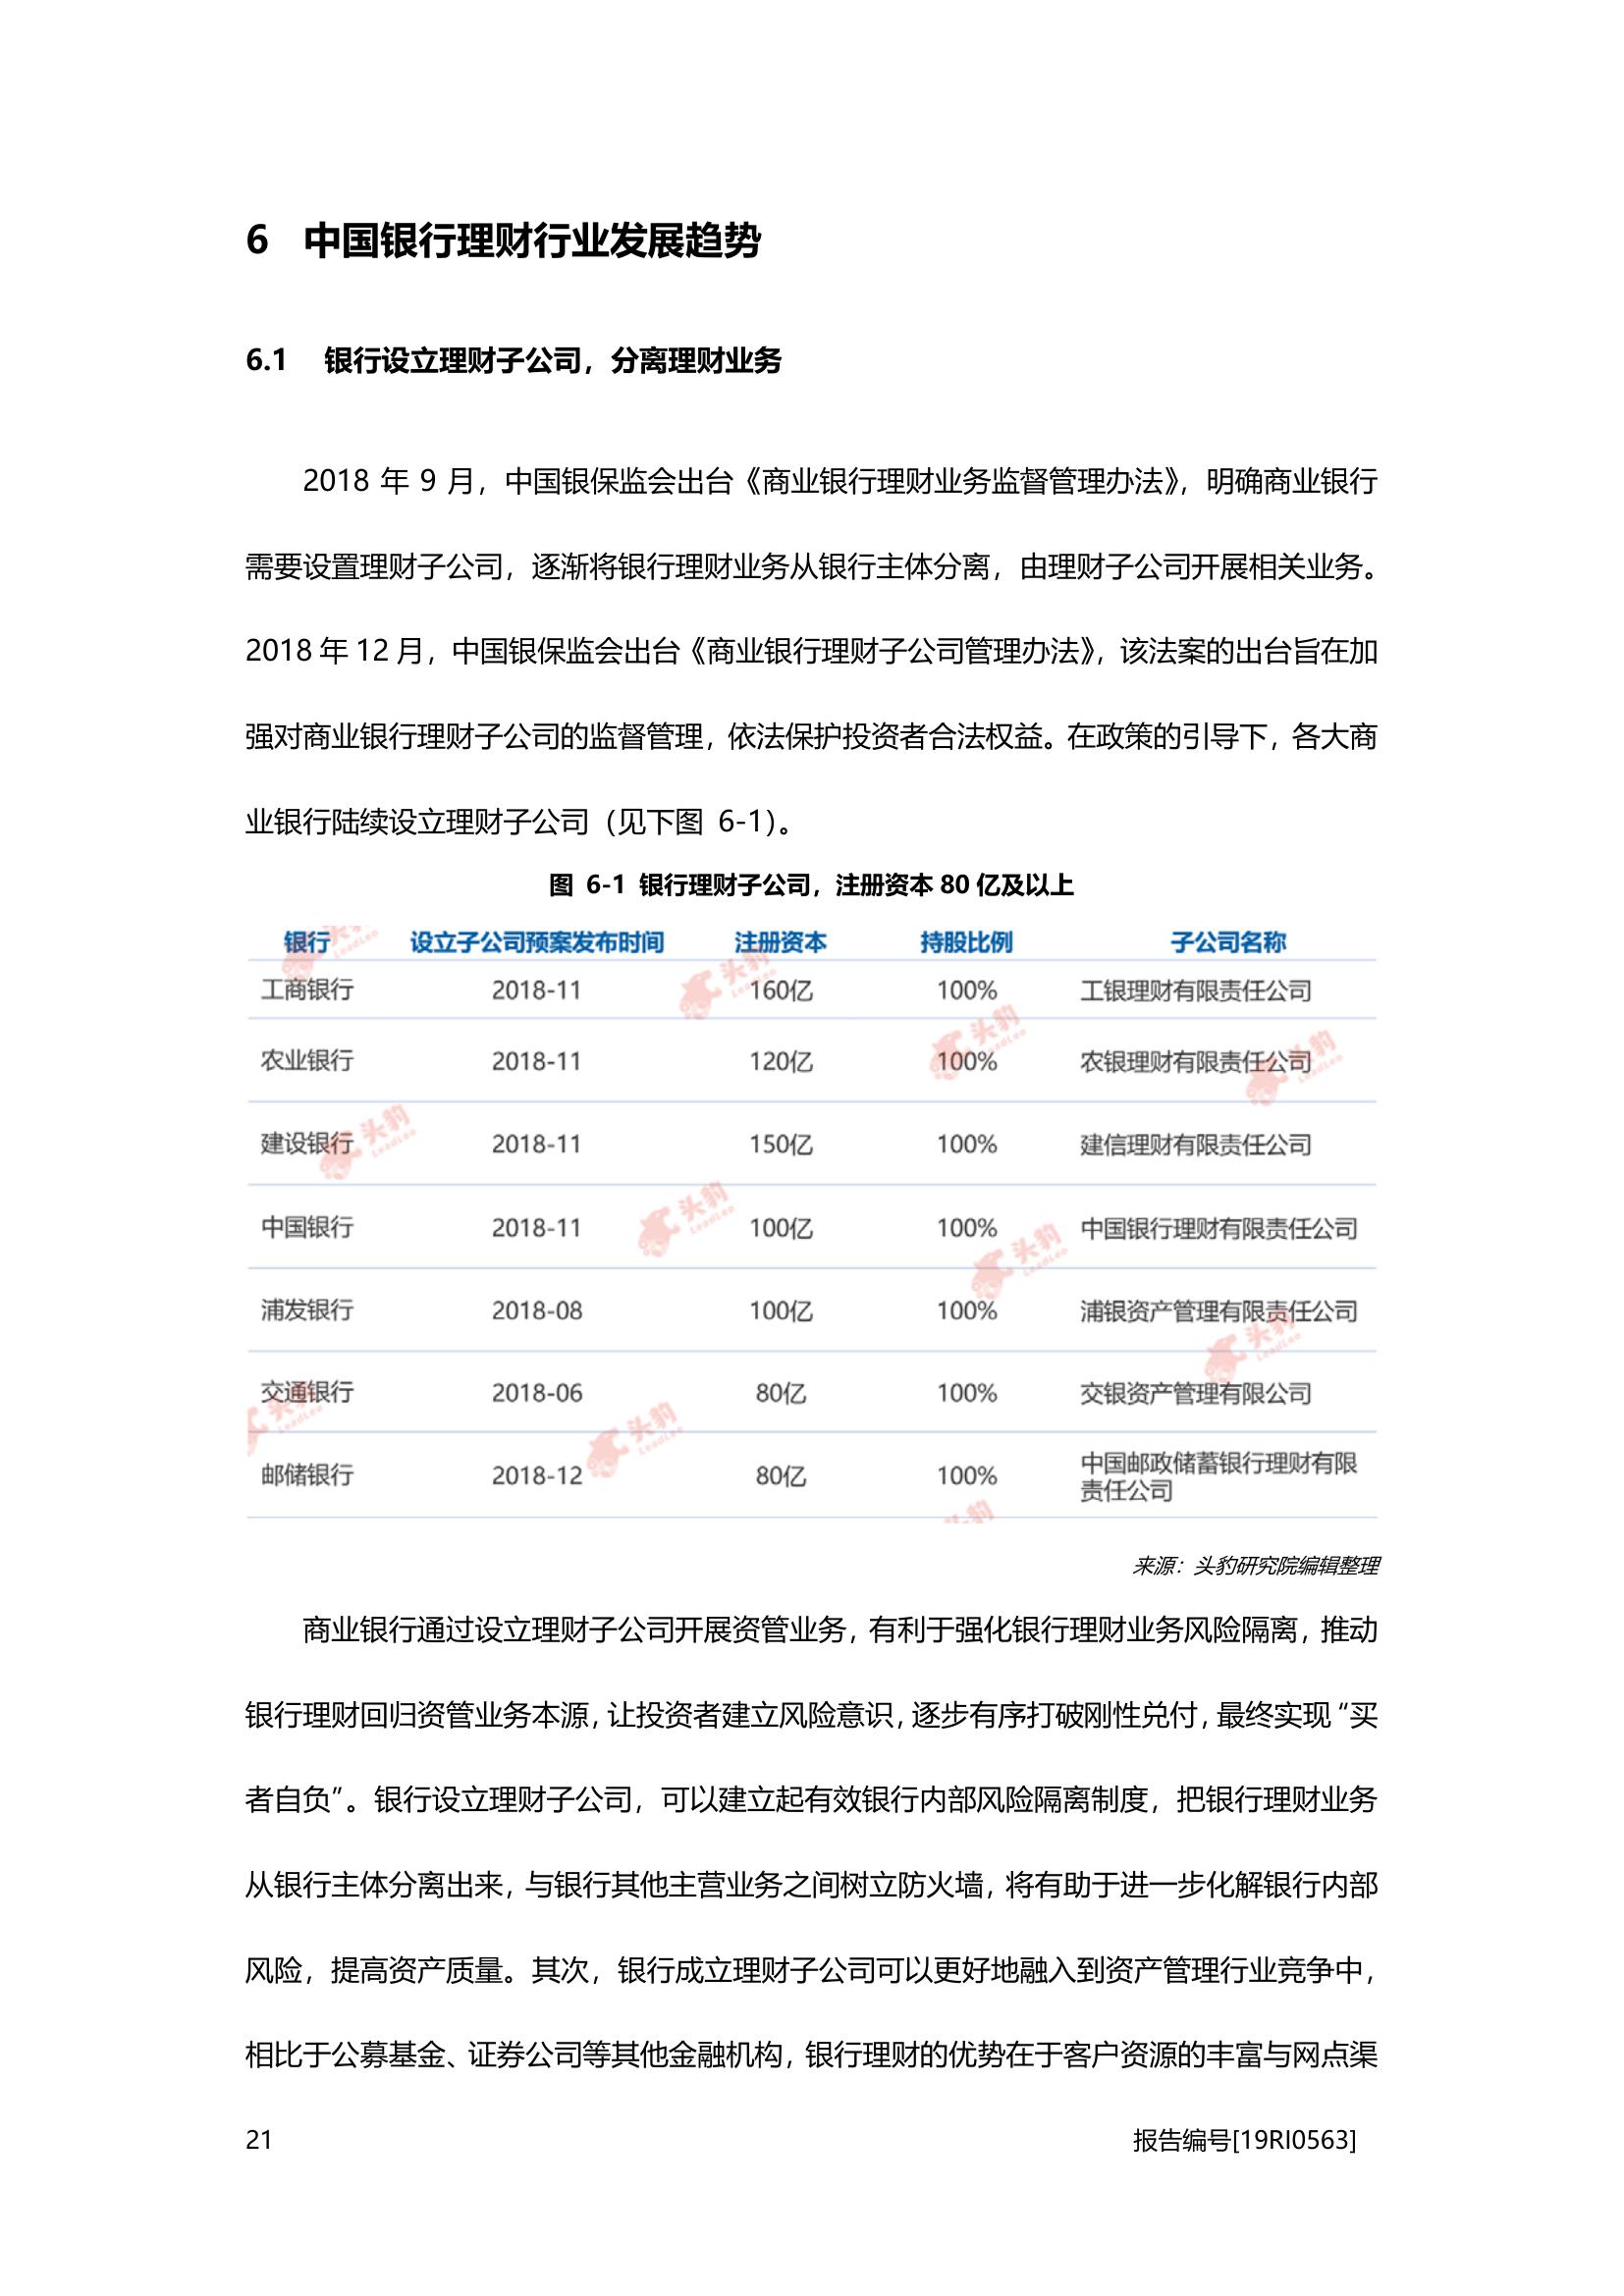 6 中国银行理财行业发展趋势
6.1 银行设立理财子公司，分离理财业务
2018 年 9 月，中国银保监会出台《商业银行理财业务监督管理办法》，明确商业银行
需要设置理财子公司，逐渐将银行理财业务从银行主体分离，由理财子公司开展相关业务。
2018 年 12 月，中国银保监会出台《商业银行理财子公司管理办法》，该法案的出台旨在加
强对商业银行理财子公司的监督管理，依法保护投资者合法权益。在政策的引导下，各大商
业银行陆续设立理财子公司（见下图 6-1）。
图 6-1 银行理财子公司，注册资本 80 亿及以上
银行 设立子公司预案发布时间 注册资本 持股比例 子公司名称
工商银行 2018-11 160亿 100% 工银理财有限责任公司
农业银行 2018-11 120亿 100% 农银理财有限责任公司
建设银行 2018-11 150亿 100% 建信理财有限责任公司
中国银行 2018-11 100亿 100% 中国银行理财有限责任公司
浦发银行 2018-08 100亿 100% 浦银资产管理有限责任公司
交通银行 2018-06 80亿 100% 交银资产管理有限公司
邮储银行 2018-12 80亿 100% 中国邮政储蓄银行理财有限
责任公司
来源：头豹研究院编辑整理
商业银行通过设立理财子公司开展资管业务，有利于强化银行理财业务风险隔离，推动
银行理财回归资管业务本源，让投资者建立风险意识，逐步有序打破刚性兑付，最终实现“买
者自负”。银行设立理财子公司，可以建立起有效银行内部风险隔离制度，把银行理财业务
从银行主体分离出来，与银行其他主营业务之间树立防火墙，将有助于进一步化解银行内部
风险，提高资产质量。其次，银行成立理财子公司可以更好地融入到资产管理行业竞争中，
相比于公募基金、证券公司等其他金融机构，银行理财的优势在于客户资源的丰富与网点渠
21 报告编号[19RI0563]